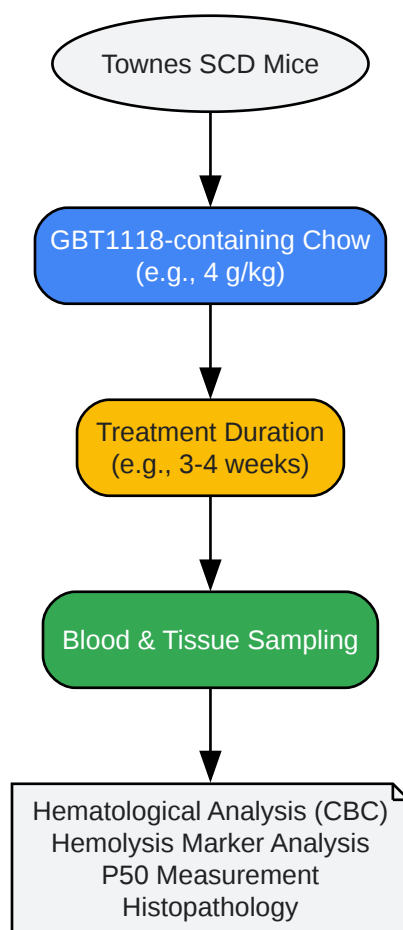 Townes SCD Mice
GBT1118-containing Chow
(e.g., 4 g/kg)
Treatment Duration
(e.g., 3-4 weeks)
Blood & Tissue Sampling
Hematological Analysis (CBC)
Hemolysis Marker Analysis
P50 Measurement
Histopathology